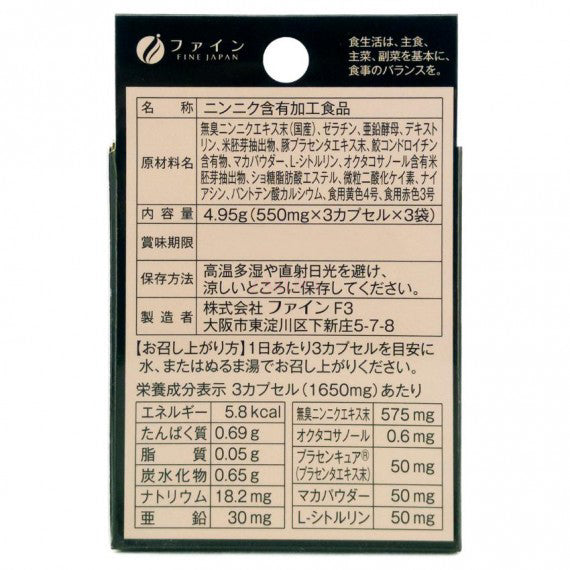 ファイン
FINE JAPAN
食生活は、主食、
主菜、副菜を基本に、
食事のバランスを。
名称 ニンニク含有加工食品
原材料名 無臭ニンニクエキス末（国産）、ゼラチン、亜鉛酵母、デキスト
リン、米胚芽抽出物、豚プラセンタエキス末、鮫コンドロイチン
含有物、マカパウダー、L-シトルリン、オクタコサノール含有米
胚芽抽出物、ショ糖脂肪酸エステル、微粒二酸化ケイ素、ナイ
アシン、パントテン酸カルシウム、食用黄色4号、食用赤色3号
内容量 4.95g（550mg×3カプセル×3袋）
賞味期限
保存方法 高温多湿や直射日光を避け、
涼しいところに保存してください。
製造者 株式会社 ファインF3
大阪市東淀川区下新庄5-7-8
【お召し上がり方】1日あたり3カプセルを目安に
水、またはぬるま湯でお召し上がりください。
栄養成分表示 3カプセル（1650mg）あたり
エネルギー 5.8kcal
たんぱく質 0.69g
脂質 0.05g
炭水化物 0.65g
ナトリウム 18.2mg
亜鉛 30mg
無臭ニンニクエキス末 575mg
オクタコサノール 0.6mg
プラセンキュア®
（プラセンタエキス末） 50mg
マカパウダー 50mg
L-シトルリン 50mg